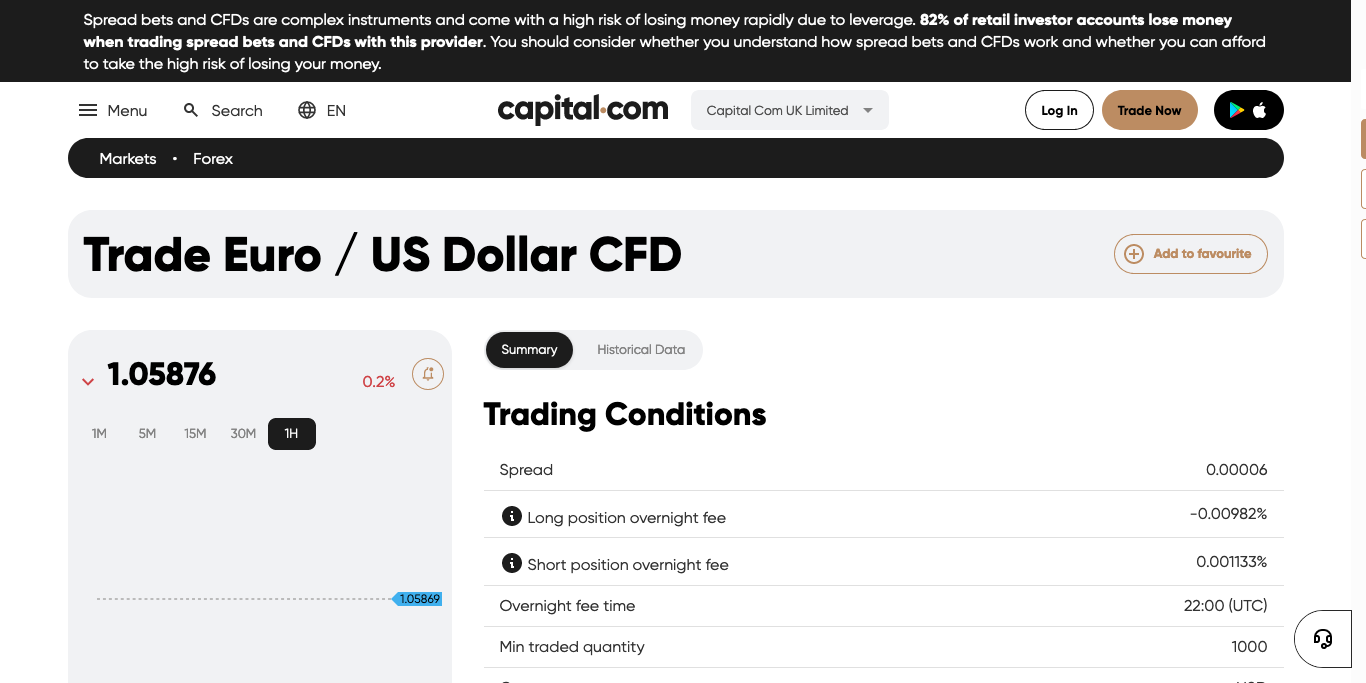 Spread bets and CFDs are complex instruments and come with a high risk of losing money rapidly due to leverage. 82% of retail investor accounts lose money
when trading spread bets and CFDs with this provider. You should consider whether you understand how spread bets and CFDs work and whether you can afford
to take the high risk of losing your money.
Menu Search EN capital.com Capital Com UK Limited Log In Trade Now
Markets • Forex
Trade Euro / US Dollar CFD Add to favourite
1.05876 0.2%
1M 5M 15M 30M 1H
1.05869
Summary Historical Data
Trading Conditions
Spread 0.00006
Long position overnight fee -0.00982%
Short position overnight fee 0.001133%
Overnight fee time 22:00 (UTC)
Min traded quantity 1000